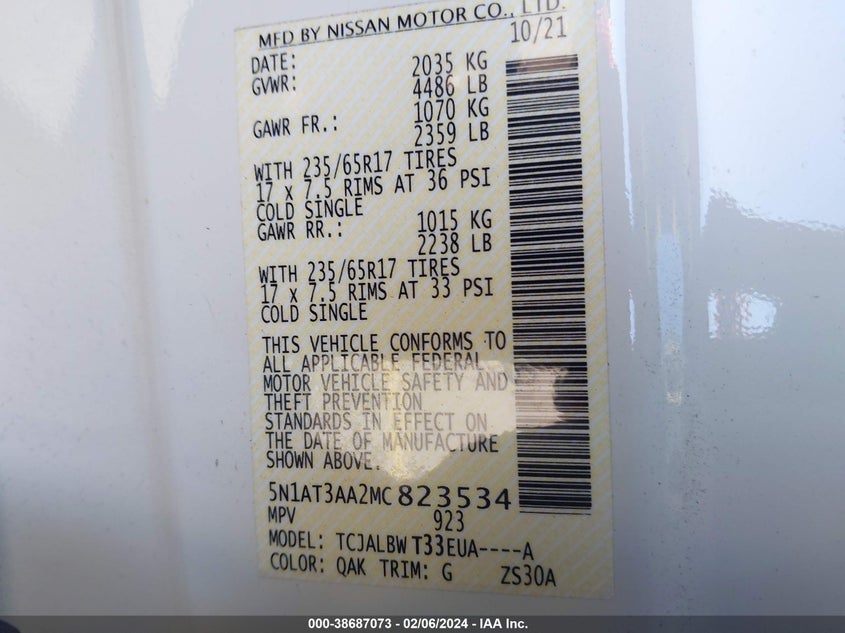 MFD BY NISSAN MOTOR CO., LTD.
DATE: 10/21
GVWR: 2035 KG
4486 LB
GAWR FR.: 1070 KG
2359 LB
WITH 235/65R17 TIRES
17 x 7.5 RIMS AT 36 PSI
COLD SINGLE
GAWR RR.: 1015 KG
2238 LB
WITH 235/65R17 TIRES
17 x 7.5 RIMS AT 33 PSI
COLD SINGLE
THIS VEHICLE CONFORMS TO
ALL APPLICABLE FEDERAL
MOTOR VEHICLE SAFETY AND
THEFT PREVENTION
STANDARDS IN EFFECT ON
THE DATE OF MANUFACTURE
SHOWN ABOVE.
5N1AT3AA2MC823534
MPV 923
MODEL: TCJALBWT33EUA----A
COLOR: QAK TRIM: G ZS30A
000-38687073 - 02/06/2024 - IAA Inc.